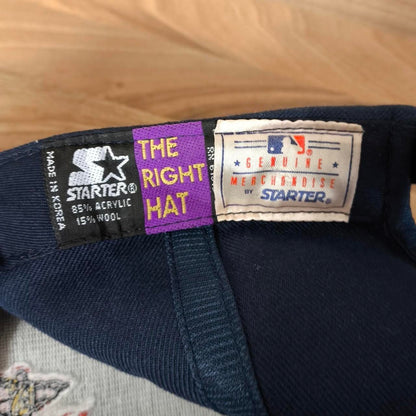 MADE IN KOREA
STARTER®
85% ACRYLIC
15% WOOL
THE
RIGHT
HAT
®
GENUINE
MERCHANDISE
BY STARTER®